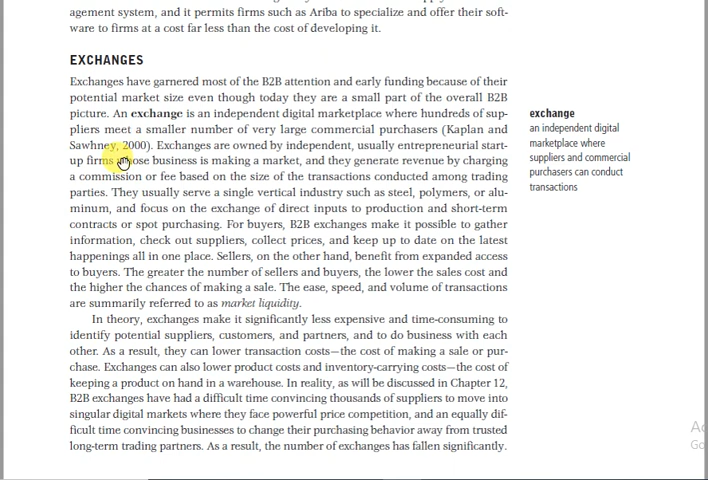 agement system, and it permits firms such as Ariba to specialize and offer their soft-
ware to firms at a cost far less than the cost of developing it.
EXCHANGES
Exchanges have garnered most of the B2B attention and early funding because of their
potential market size even though today they are a small part of the overall B2B
picture. An exchange is an independent digital marketplace where hundreds of sup-
pliers meet a smaller number of very large commercial purchasers (Kaplan and
Sawhney, 2000). Exchanges are owned by independent, usually entrepreneurial start-
up firms whose business is making a market, and they generate revenue by charging
a commission or fee based on the size of the transactions conducted among trading
parties. They usually serve a single vertical industry such as steel, polymers, or alu-
minum, and focus on the exchange of direct inputs to production and short-term
contracts or spot purchasing. For buyers, B2B exchanges make it possible to gather
information, check out suppliers, collect prices, and keep up to date on the latest
happenings all in one place. Sellers, on the other hand, benefit from expanded access
to buyers. The greater the number of sellers and buyers, the lower the sales cost and
the higher the chances of making a sale. The ease, speed, and volume of transactions
are summarily referred to as market liquidity.
In theory, exchanges make it significantly less expensive and time-consuming to
identify potential suppliers, customers, and partners, and to do business with each
other. As a result, they can lower transaction costs—the cost of making a sale or pur-
chase. Exchanges can also lower product costs and inventory-carrying costs—the cost of
keeping a product on hand in a warehouse. In reality, as will be discussed in Chapter 12,
B2B exchanges have had a difficult time convincing thousands of suppliers to move into
singular digital markets where they face powerful price competition, and an equally dif-
ficult time convincing businesses to change their purchasing behavior away from trusted
long-term trading partners. As a result, the number of exchanges has fallen significantly.
exchange
an independent digital
marketplace where
suppliers and commercial
purchasers can conduct
transactions